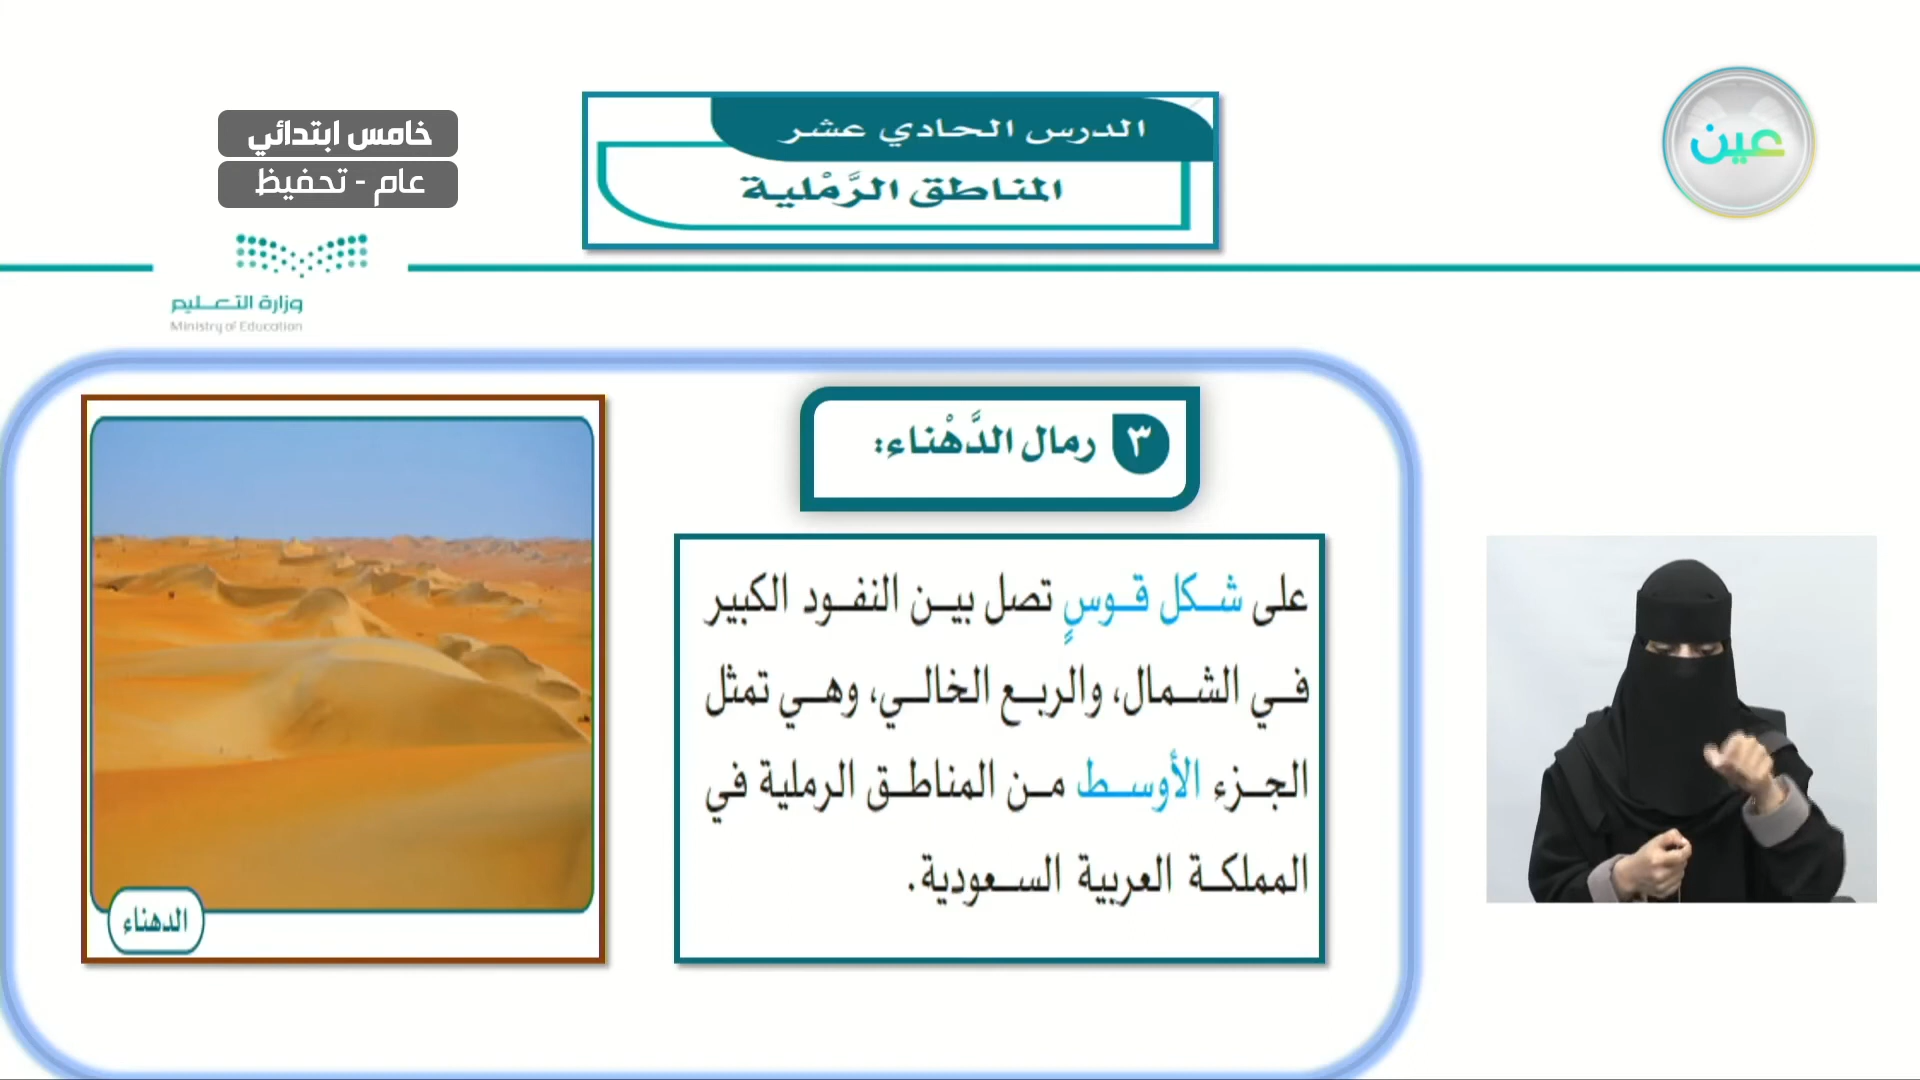 الدرس الحادي عشر
المناطق الرَّمْلية
عين
خامس ابتدائي
عام - تحفيظ
وزارة التعليم
Ministry of Education
٣ رمال الدَّهْناء:
على شكل قوسٍ تصل بين النفود الكبير
في الشمال، والربع الخالي، وهي تمثل
الجزء الأوسط من المناطق الرملية في
المملكة العربية السعودية.
الدهناء